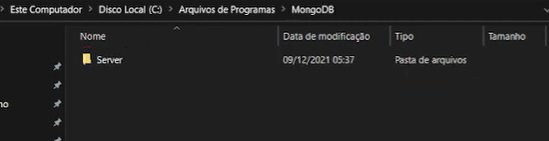 Este Computador > Disco Local (C:) > Arquivos de Programas > MongoDB
Nome Data de modificação Tipo Tamanho
Server 09/12/2021 05:37 Pasta de arquivos
no